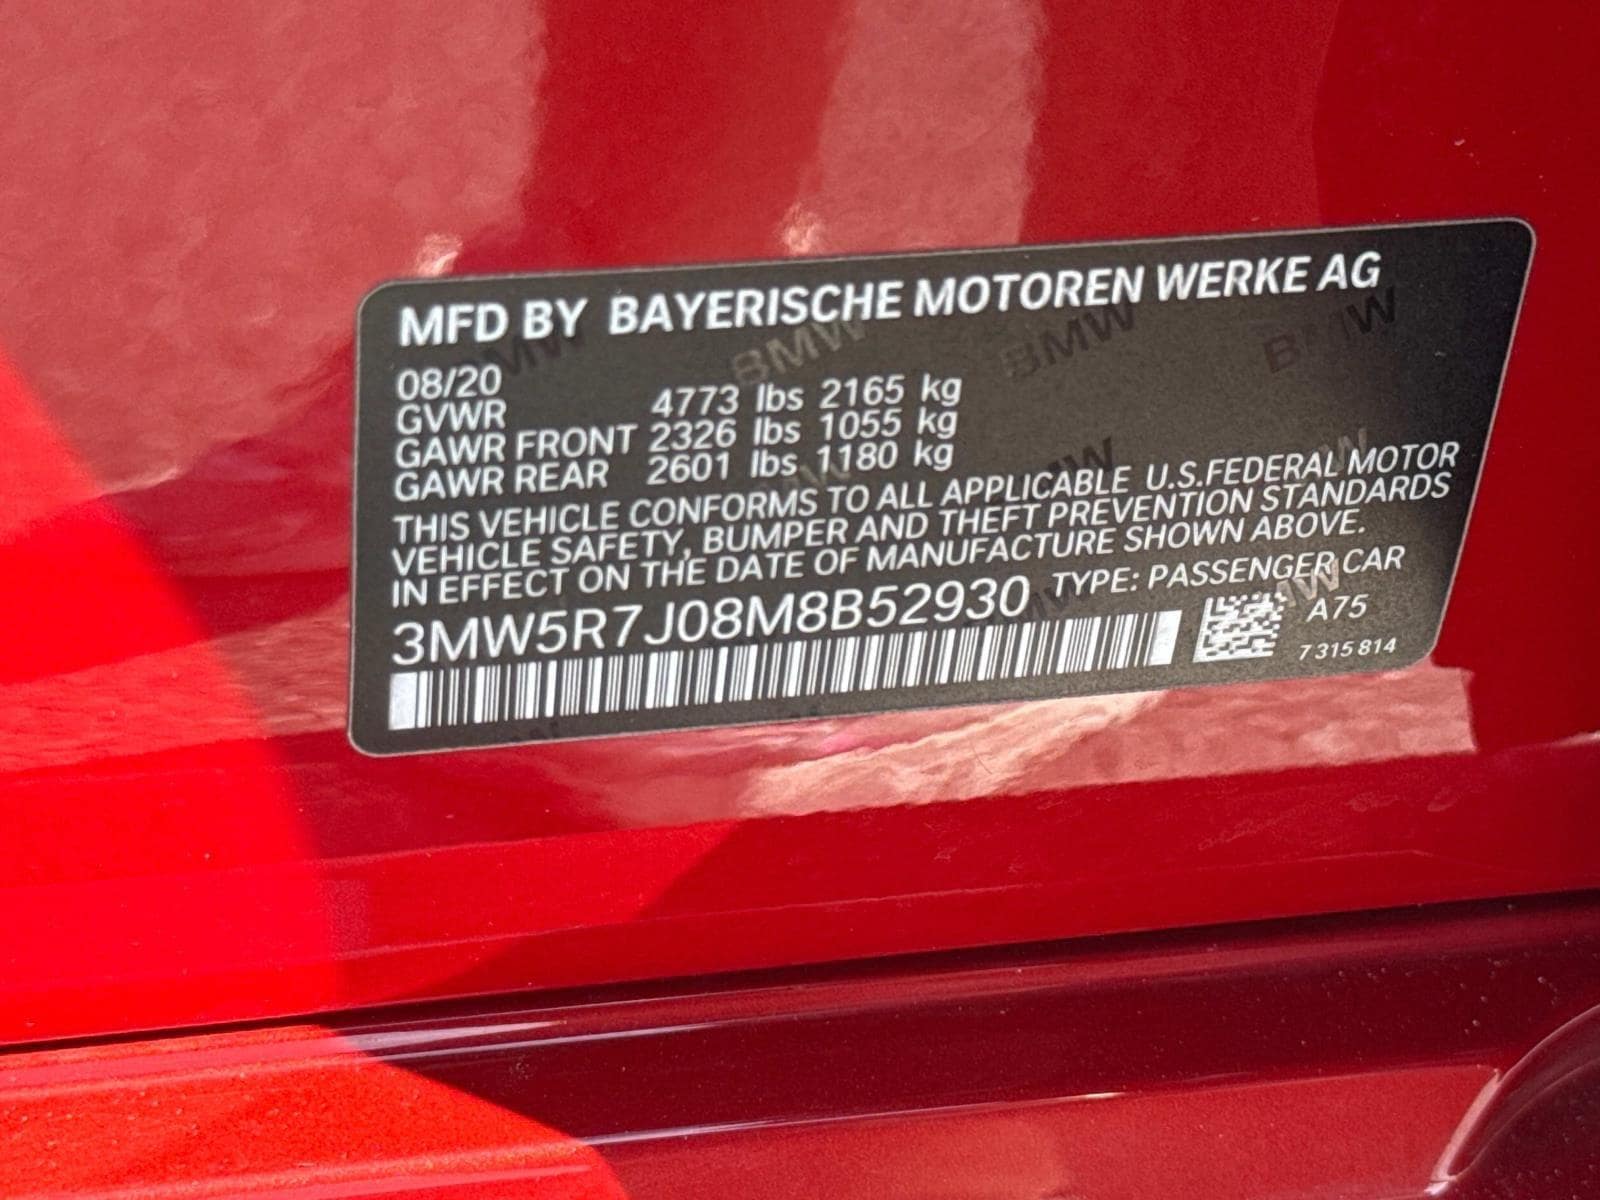 MFD BY BAYERISCHE MOTOREN WERKE AG
08/20
GVWR 4773 lbs 2165 kg
GAWR FRONT 2326 lbs 1055 kg
GAWR REAR 2601 lbs 1180 kg
THIS VEHICLE CONFORMS TO ALL APPLICABLE U.S.FEDERAL MOTOR
VEHICLE SAFETY, BUMPER AND THEFT PREVENTION STANDARDS
IN EFFECT ON THE DATE OF MANUFACTURE SHOWN ABOVE.
3MW5R7J08M8B52930 TYPE: PASSENGER CAR
A75
7 315 814
BMW
BMW
BMW